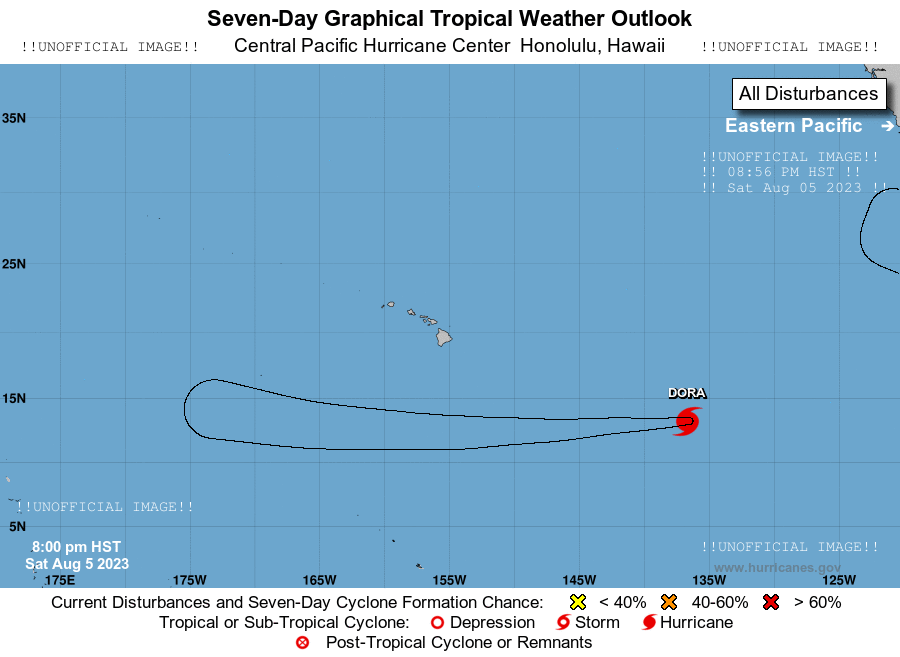 Seven-Day Graphical Tropical Weather Outlook
!!UNOFFICIAL IMAGE!! Central Pacific Hurricane Center Honolulu, Hawaii !!UNOFFICIAL IMAGE!!
All Disturbances
35N
Eastern Pacific
!!UNOFFICIAL IMAGE!!
!! 08:56 PM HST !!
!! Sat Aug 05 2023 !!
25N
DORA
15N
!!UNOFFICIAL IMAGE!!
5N
8:00 pm HST
!!UNOFFICIAL IMAGE!!
Sat Aug 5 2023
www.hurricanes.gov
175E 175W 165W 155W 145W 135W 125W
Current Disturbances and Seven-Day Cyclone Formation Chance: < 40% 40-60% > 60%
Tropical or Sub-Tropical Cyclone: Depression Storm Hurricane
Post-Tropical Cyclone or Remnants